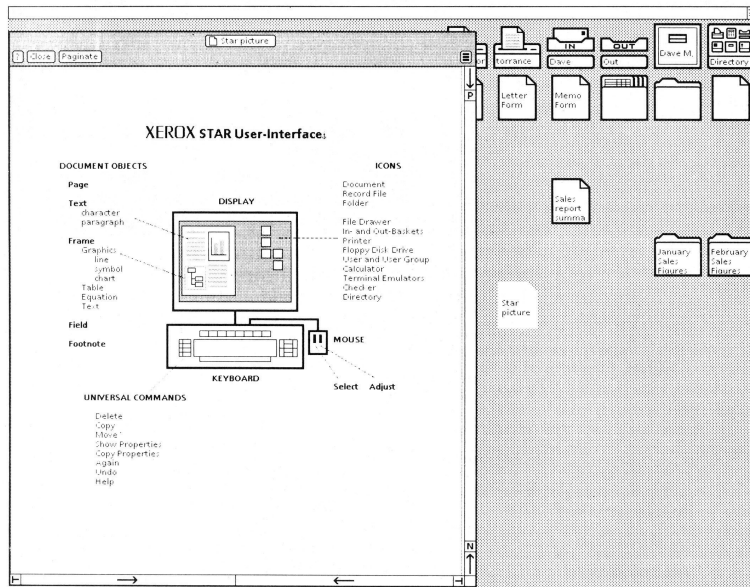 Star picture
? Close Paginate
P
XEROX STAR User-Interface
DOCUMENT OBJECTS
Page
Text
character
paragraph
Frame
Graphics
line
symbol
chart
Table
Equation
Text
Field
Footnote
DISPLAY
ICONS
Document
Record File
Folder
File Drawer
In- and Out-Baskets
Printer
Floppy Disk Drive
User and User Group
Calculator
Terminal Emulators
Checker
Directory
MOUSE
KEYBOARD
Select Adjust
UNIVERSAL COMMANDS
Delete
Copy
Move
Show Properties
Copy Properties
Again
Undo
Help
N
torrance
IN
Dave
OUT
Out
Dave M.
Directory
Letter
Form
Memo
Form
Sales
report
summa
January
Sales
Figures
February
Sales
Figures
Star
picture